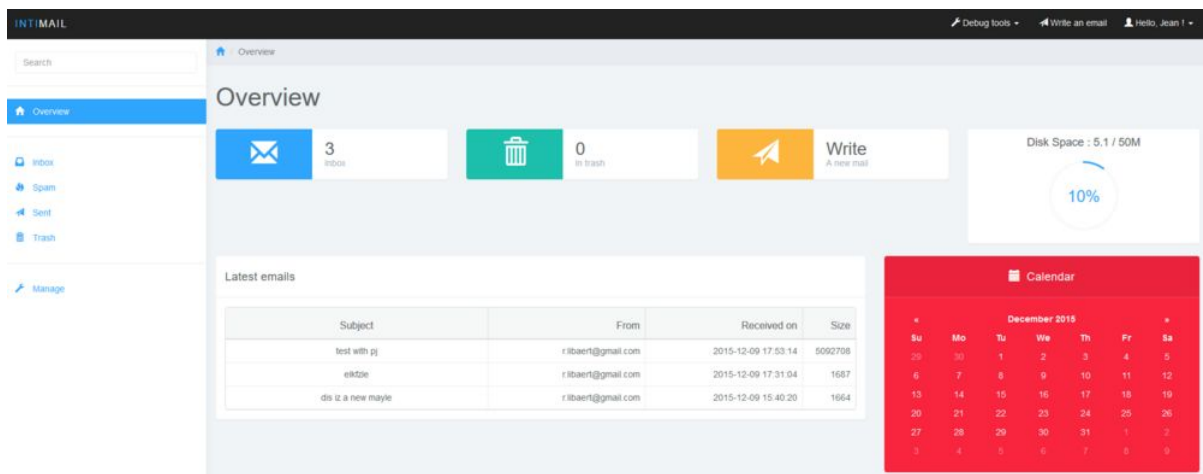 INTIMAIL
Debug tools
Write an email
Hello, Jean !
Search
Overview
Inbox
Spam
Sent
Trash
Manage
Overview
Overview
3
Inbox
0
In trash
Write
A new mail
Disk Space : 5.1 / 50M
10%
Latest emails
Subject From Received on Size
test with pj r.libaert@gmail.com 2015-12-09 17:53:14 5092708
eikfzie r.libaert@gmail.com 2015-12-09 17:31:04 1687
dis iz a new mayle r.libaert@gmail.com 2015-12-09 15:40:20 1664
Calendar
« December 2015 »
Su Mo Tu We Th Fr Sa
29 30 1 2 3 4 5
6 7 8 9 10 11 12
13 14 15 16 17 18 19
20 21 22 23 24 25 26
27 28 29 30 31 1 2
3 4 5 6 7 8 9